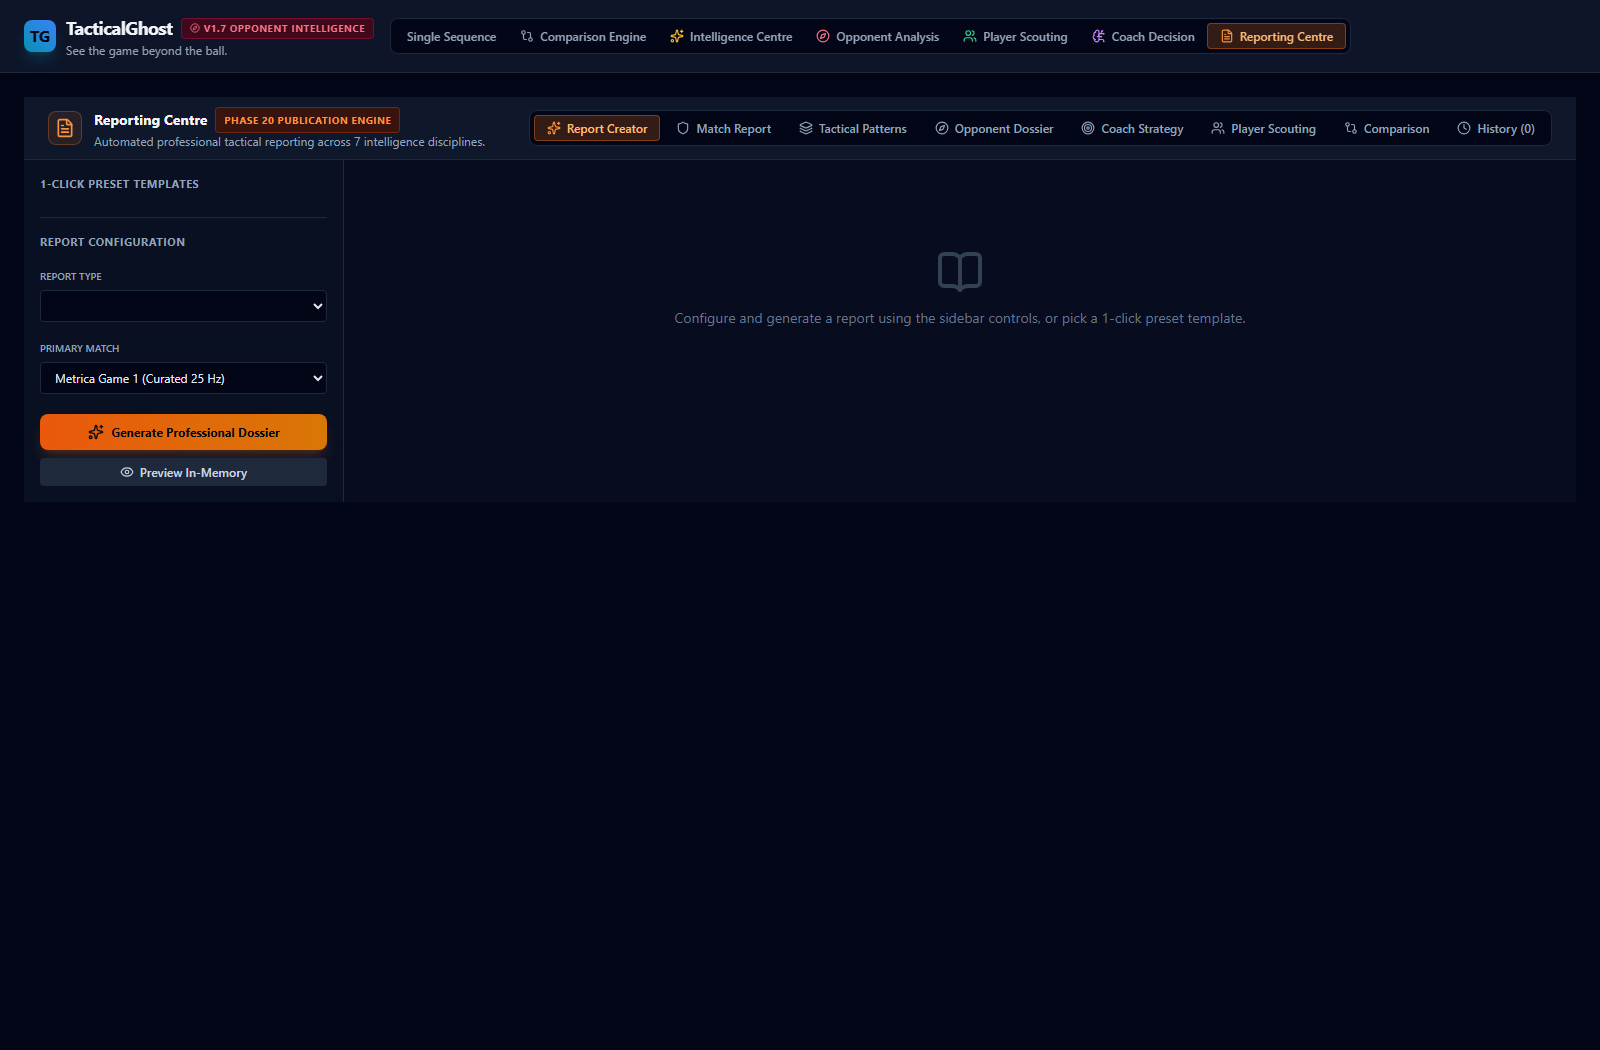 TG
TacticalGhost
V1.7 OPPONENT INTELLIGENCE
See the game beyond the ball.
Single Sequence
Comparison Engine
Intelligence Centre
Opponent Analysis
Player Scouting
Coach Decision
Reporting Centre
Reporting Centre
PHASE 20 PUBLICATION ENGINE
Automated professional tactical reporting across 7 intelligence disciplines.
Report Creator
Match Report
Tactical Patterns
Opponent Dossier
Coach Strategy
Player Scouting
Comparison
History (0)
1-CLICK PRESET TEMPLATES
REPORT CONFIGURATION
REPORT TYPE
PRIMARY MATCH
Metrica Game 1 (Curated 25 Hz)
Generate Professional Dossier
Preview In-Memory
Configure and generate a report using the sidebar controls, or pick a 1-click preset template.